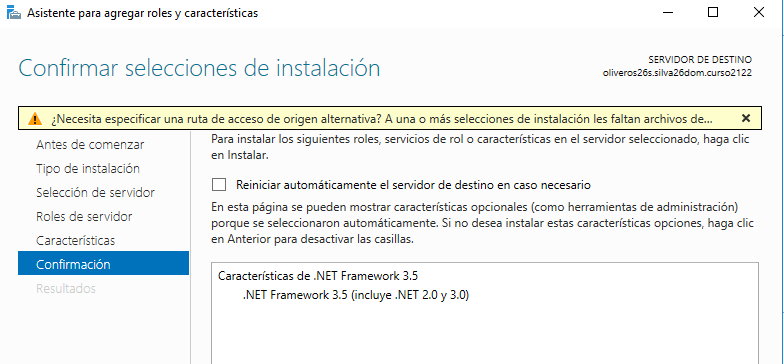 Asistente para agregar roles y características
Confirmar selecciones de instalación
SERVIDOR DE DESTINO
oliveros26s.silva26dom.curso2122
¿Necesita especificar una ruta de acceso de origen alternativa? A una o más selecciones de instalación les faltan archivos de...
Antes de comenzar
Tipo de instalación
Selección de servidor
Roles de servidor
Características
Confirmación
Resultados
Para instalar los siguientes roles, servicios de rol o características en el servidor seleccionado, haga clic
en Instalar.
Reiniciar automáticamente el servidor de destino en caso necesario
En esta página se pueden mostrar características opcionales (como herramientas de administración)
porque se seleccionaron automáticamente. Si no desea instalar estas características opciones, haga clic
en Anterior para desactivar las casillas.
Características de .NET Framework 3.5
.NET Framework 3.5 (incluye .NET 2.0 y 3.0)